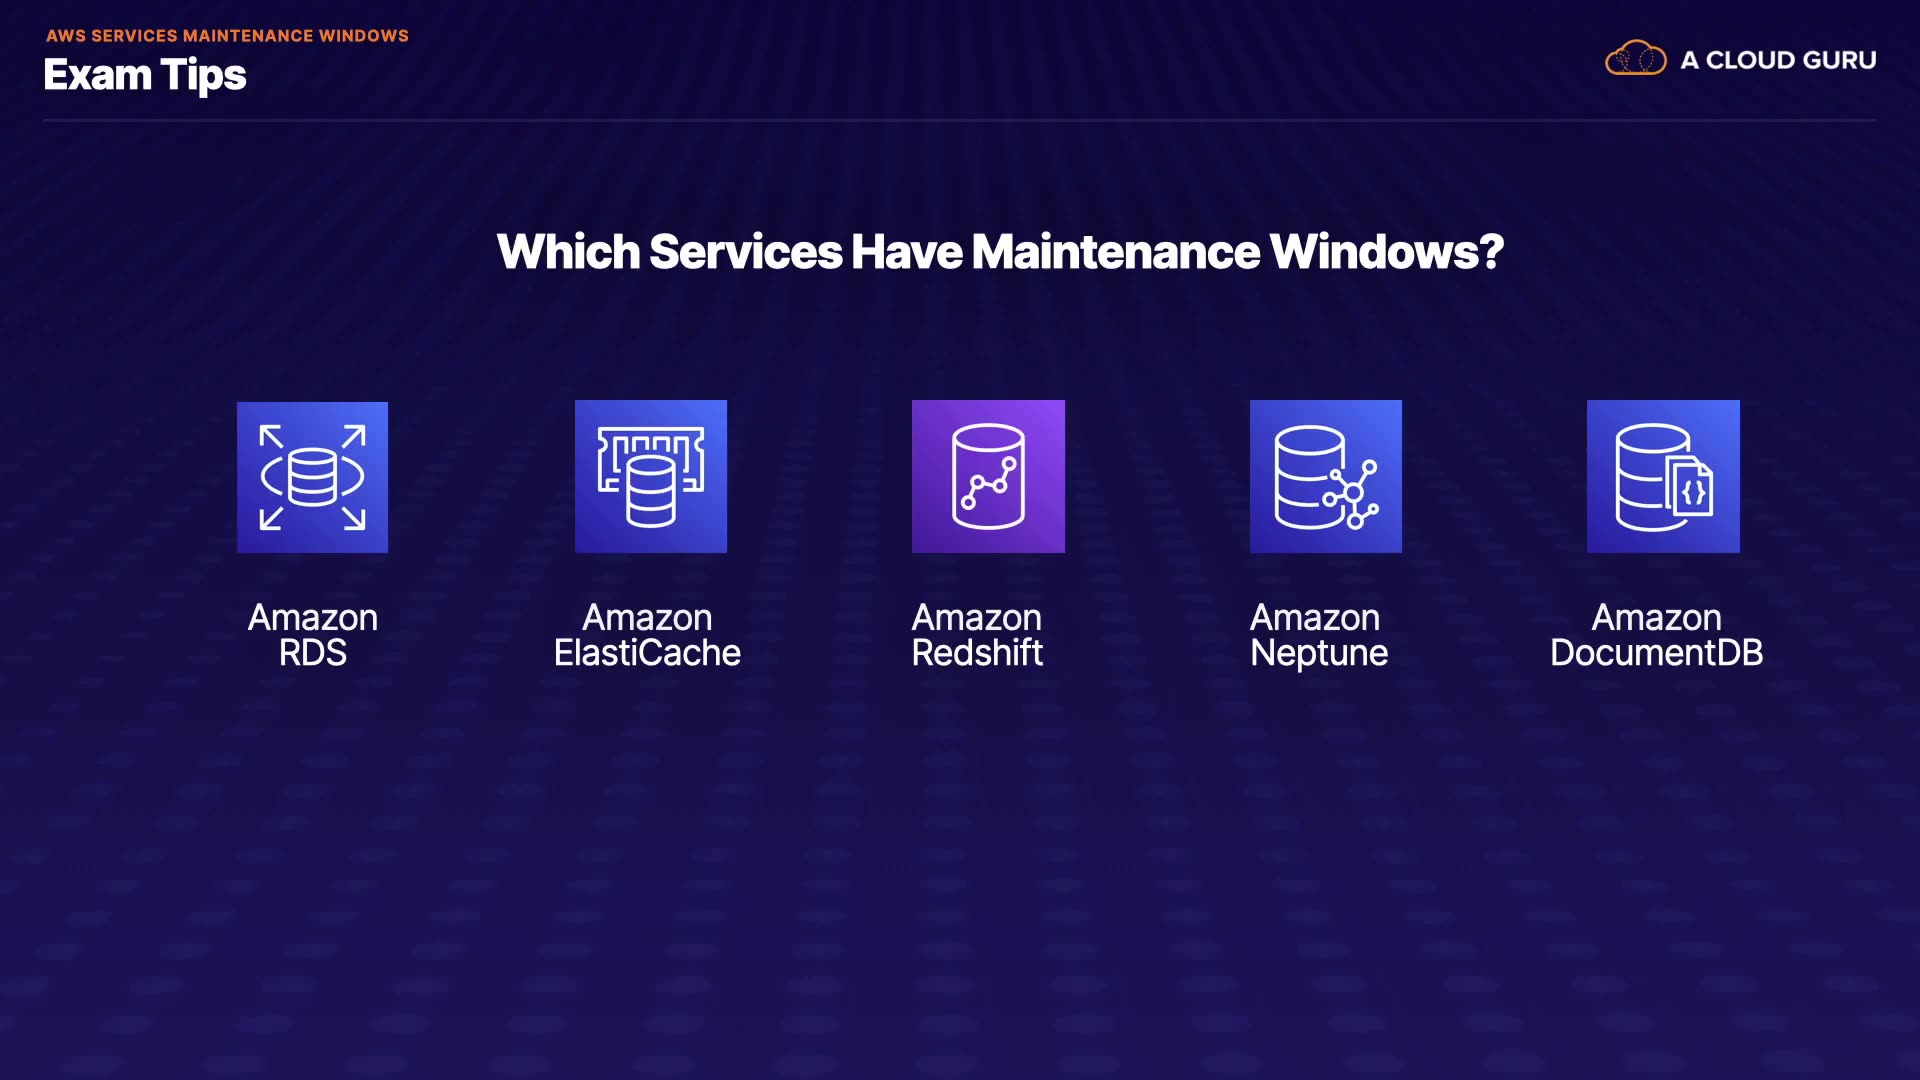 AWS SERVICES MAINTENANCE WINDOWS
Exam Tips
A CLOUD GURU
Which Services Have Maintenance Windows?
Amazon
RDS
Amazon
ElastiCache
Amazon
Redshift
Amazon
Neptune
Amazon
DocumentDB